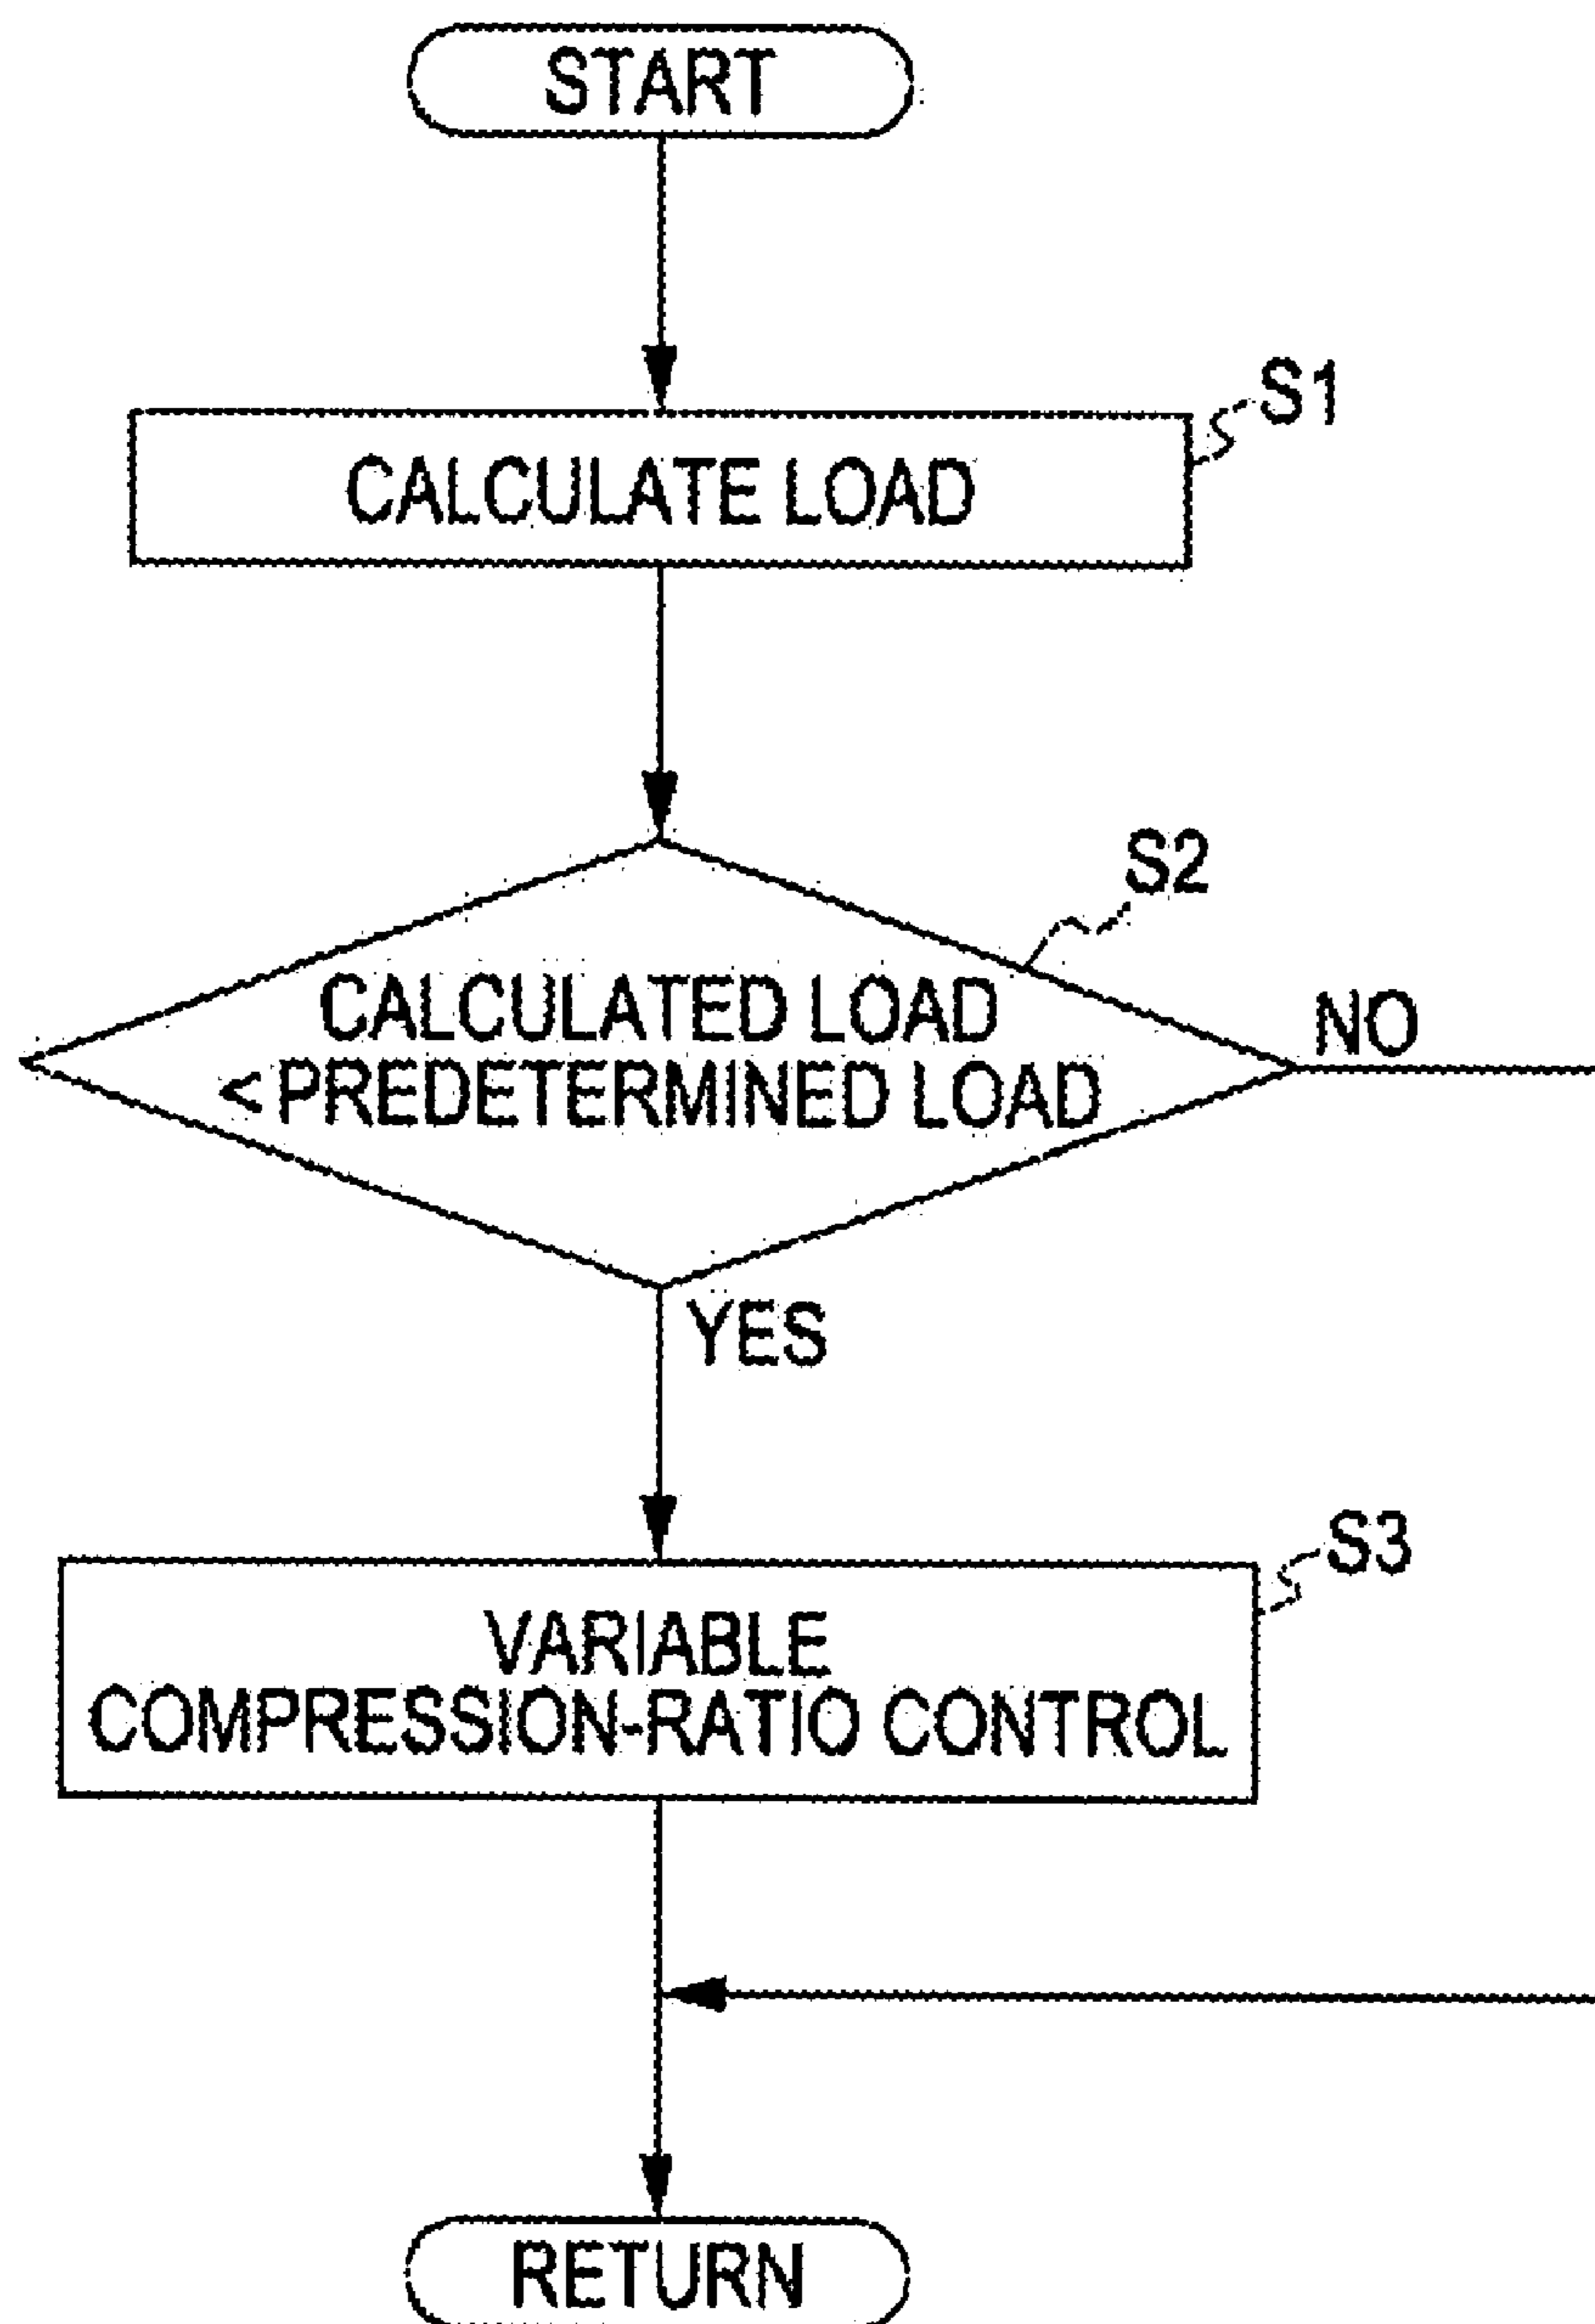 START
S1
CALCULATE LOAD
S2
CALCULATED LOAD
< PREDETERMINED LOAD
NO
YES
S3
VARIABLE
COMPRESSION-RATIO CONTROL
RETURN